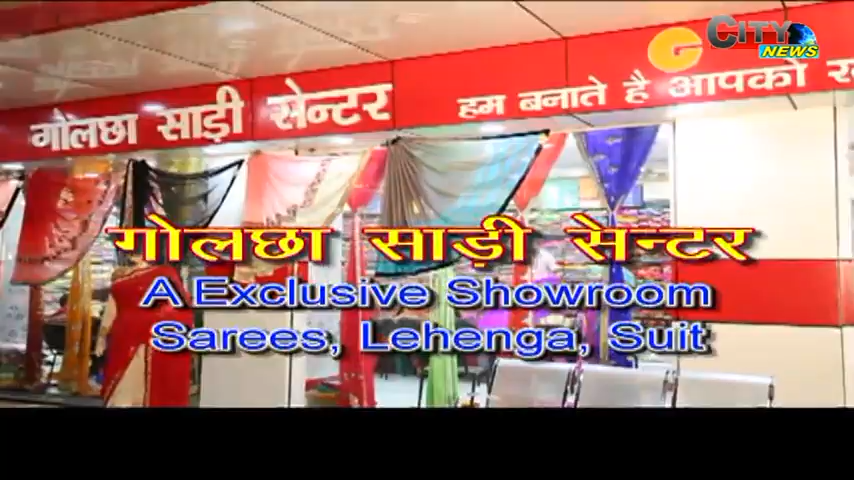 CITY
NEWS
गोलछा साड़ी सेन्टर
हम बनाते है आपको
गोलछा साड़ी सेन्टर
A Exclusive Showroom
Sarees, Lehenga, Suit